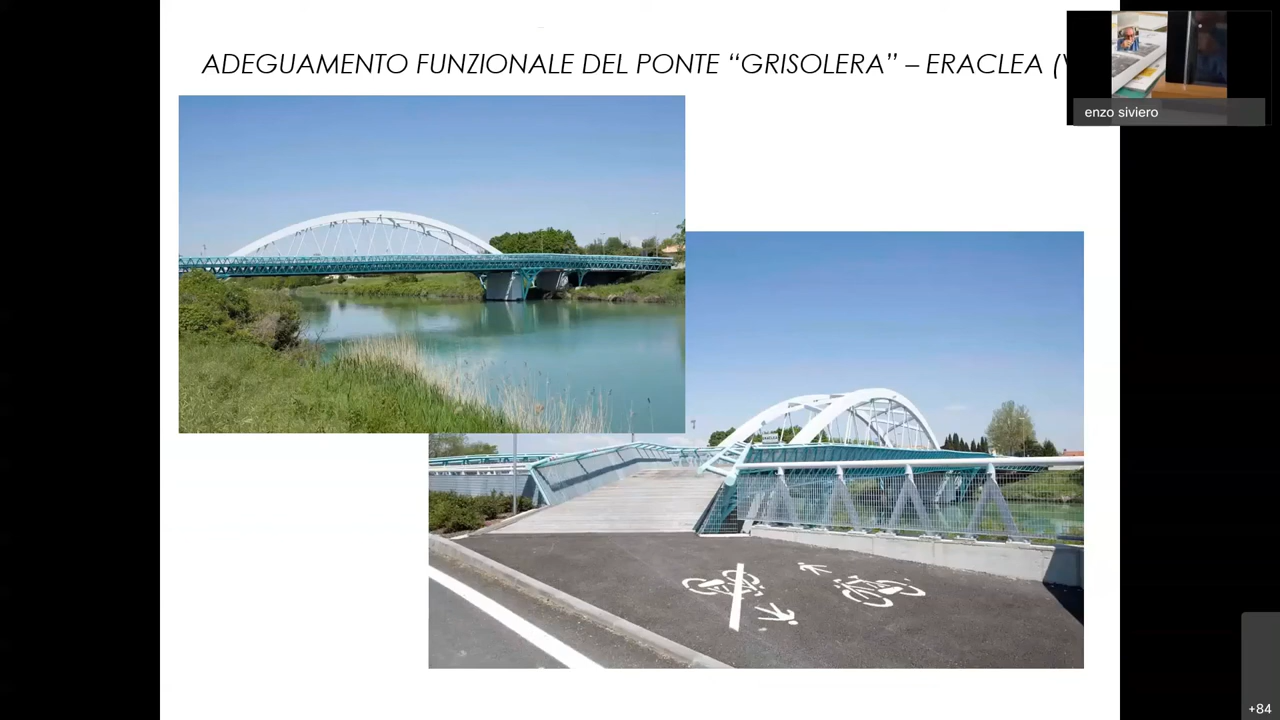 ADEGUAMENTO FUNZIONALE DEL PONTE “GRISOLERA” – ERACLEA (
enzo siviero
+84